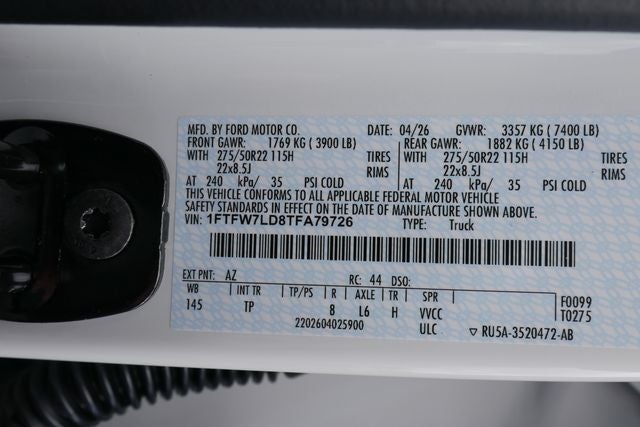 MFD. BY FORD MOTOR CO. DATE: 04/26 GVWR: 3357 KG ( 7400 LB)
FRONT GAWR: 1769 KG ( 3900 LB) REAR GAWR: 1882 KG ( 4150 LB)
WITH 275/50R22 115H TIRES WITH 275/50R22 115H TIRES
22x8.5J RIMS 22x8.5J RIMS
AT 240 kPa/ 35 PSI COLD AT 240 kPa/ 35 PSI COLD
THIS VEHICLE CONFORMS TO ALL APPLICABLE FEDERAL MOTOR VEHICLE
SAFETY STANDARDS IN EFFECT ON THE DATE OF MANUFACTURE SHOWN ABOVE.
VIN: 1FTFW7LD8TFA79726 TYPE: Truck
EXT PNT: AZ RC: 44 DSO:
WB INT TR TP/PS R AXLE TR SPR F0099
145 TP 8 L6 H VVCC T0275
2202604025900 ULC ▽ RU5A-3520472-AB